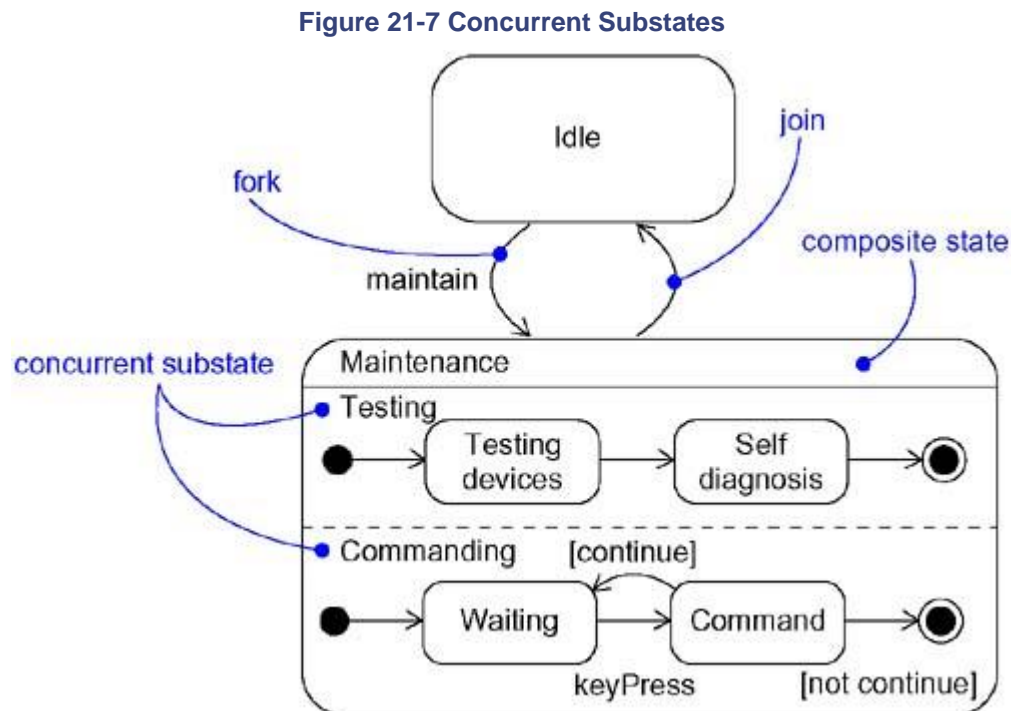 Figure 21-7 Concurrent Substates
Idle
join
fork
composite state
maintain
concurrent substate
Maintenance
Testing
Testing
devices
Self
diagnosis
Commanding
[continue]
Waiting
Command
keyPress
[not continue]